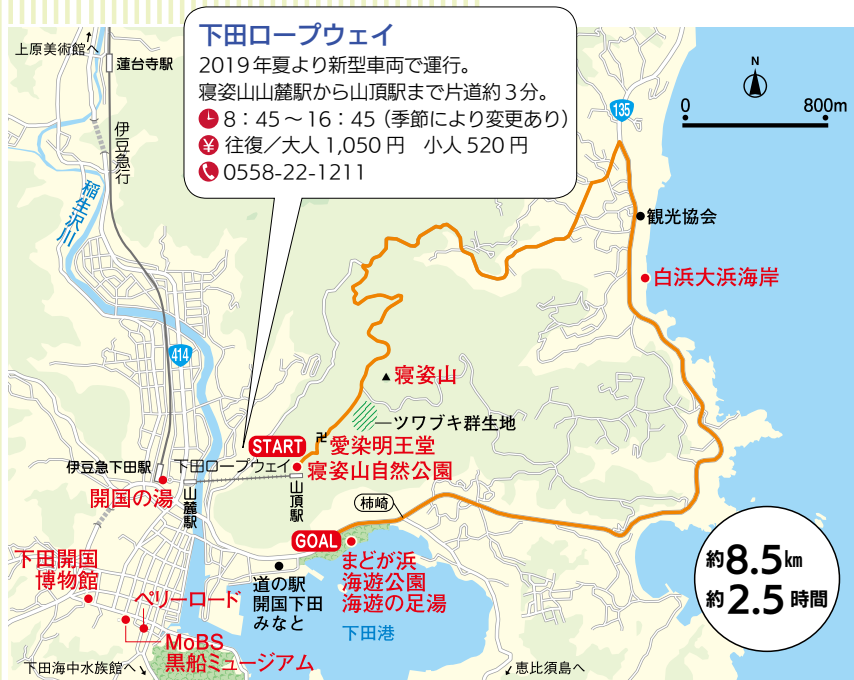 下田ロープウェイ
2019年夏より新型車両で運行。
寝姿山山麓駅から山頂駅まで片道約3分。
8：45～16：45（季節により変更あり）
¥ 往復／大人1,050円　小人520円
0558-22-1211
上原美術館へ
蓮台寺駅
伊豆急行
稲生沢川
N
0
800m
135
観光協会
白浜大浜海岸
414
寝姿山
ツワブキ群生地
START
卍
愛染明王堂
下田ロープウェイ
寝姿山自然公園
伊豆急下田駅
開国の湯
山麓駅
山頂駅
柿崎
GOAL
まどが浜
海遊公園
海遊の足湯
道の駅
開国下田
みなと
下田港
下田開国
博物館
ペリーロード
MoBS
黒船ミュージアム
下田海中水族館へ
恵比須島へ
約8.5km
約2.5時間